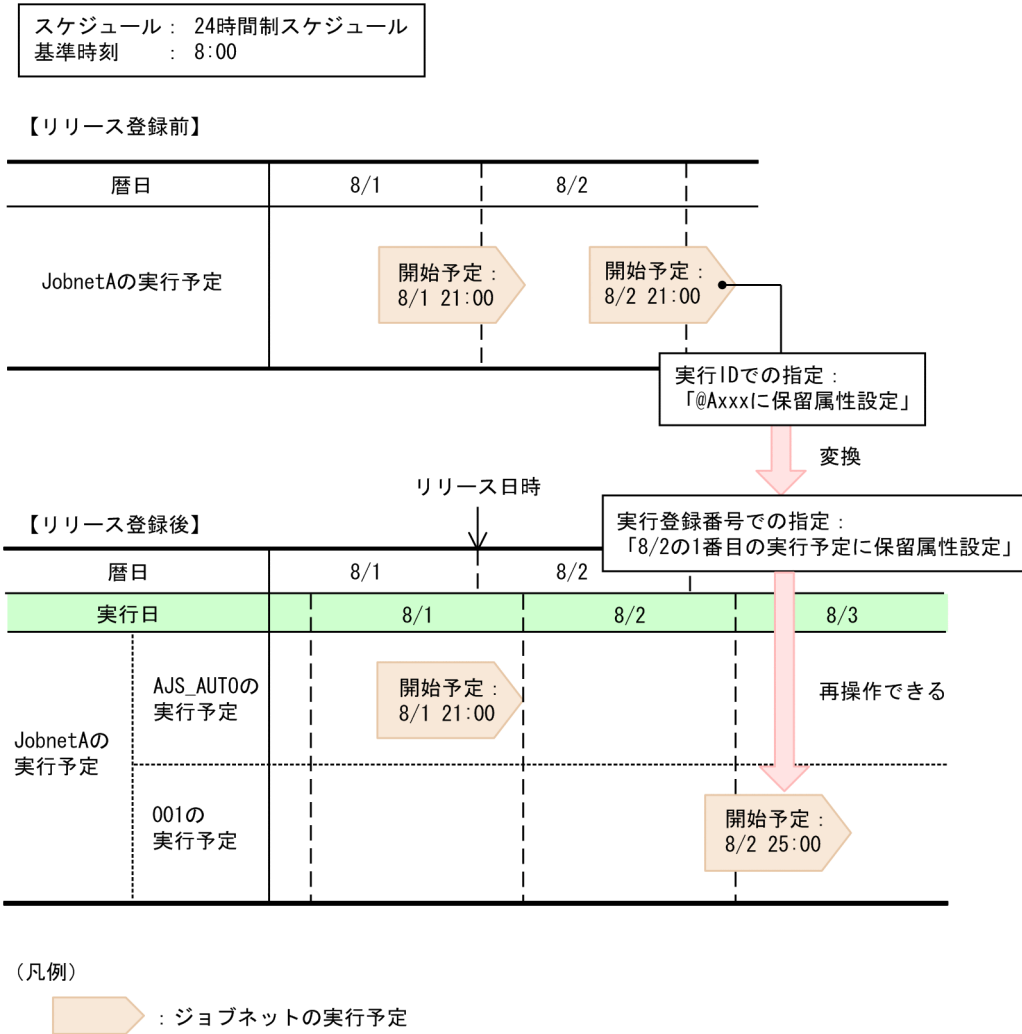 スケジュール： 24時間制スケジュール
基準時刻　　： 8:00
【リリース登録前】
暦日 8/1 8/2
JobnetAの実行予定
開始予定：
8/1 21:00
開始予定：
8/2 21:00
実行IDでの指定：
「@Axxxに保留属性設定」
変換
リリース日時
【リリース登録後】
実行登録番号での指定：
「8/2の1番目の実行予定に保留属性設定」
暦日 8/1 8/2
実行日 8/1 8/2 8/3
JobnetAの
実行予定
AJS_AUTOの
実行予定
開始予定：
8/1 21:00
再操作できる
001の
実行予定
開始予定：
8/2 25:00
（凡例）
：ジョブネットの実行予定